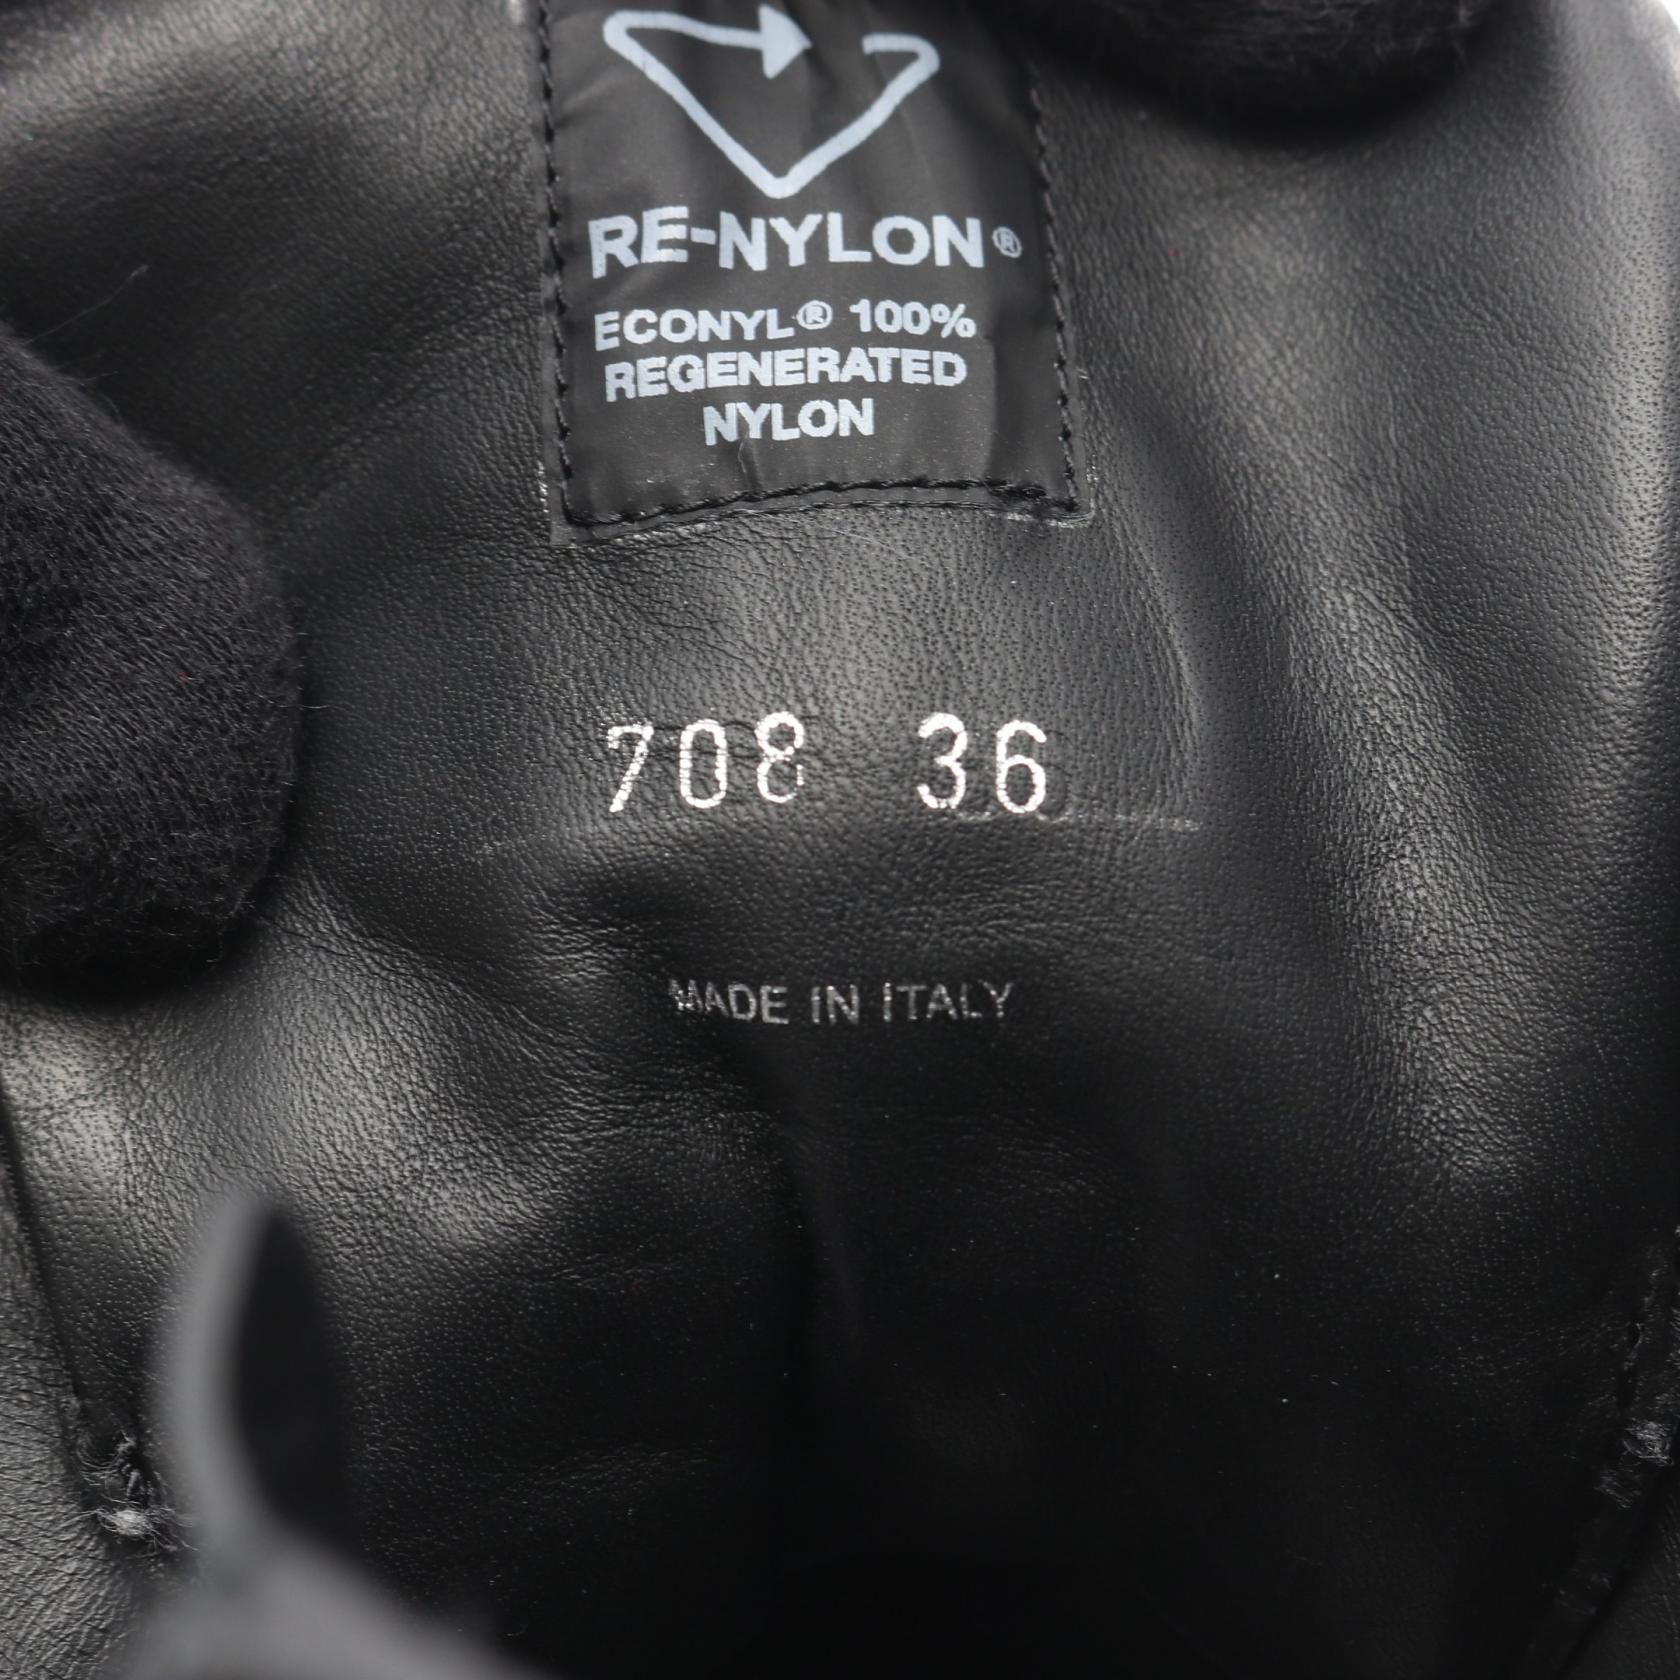 RE-NYLON®
ECONYL® 100%
REGENERATED
NYLON
708 36
MADE IN ITALY